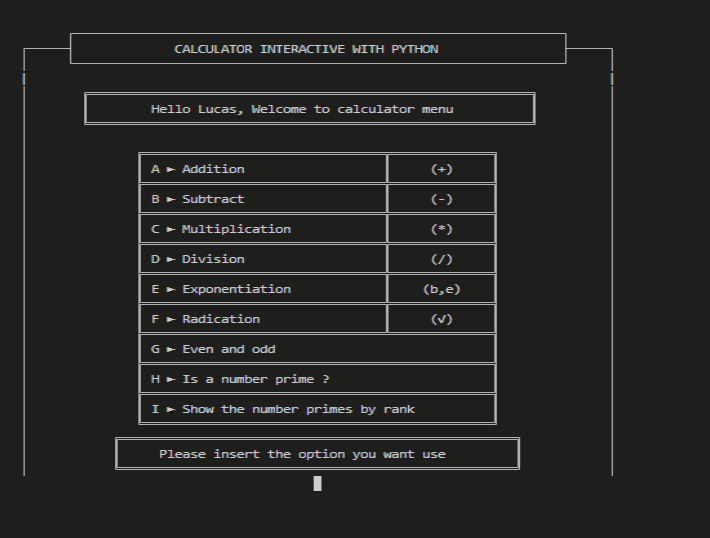 CALCULATOR INTERACTIVE WITH PYTHON
Hello Lucas, Welcome to calculator menu
A ► Addition (+)
B ► Subtract (-)
C ► Multiplication (*)
D ► Division (/)
E ► Exponentiation (b,e)
F ► Radication (√)
G ► Even and odd
H ► Is a number prime ?
I ► Show the number primes by rank
Please insert the option you want use